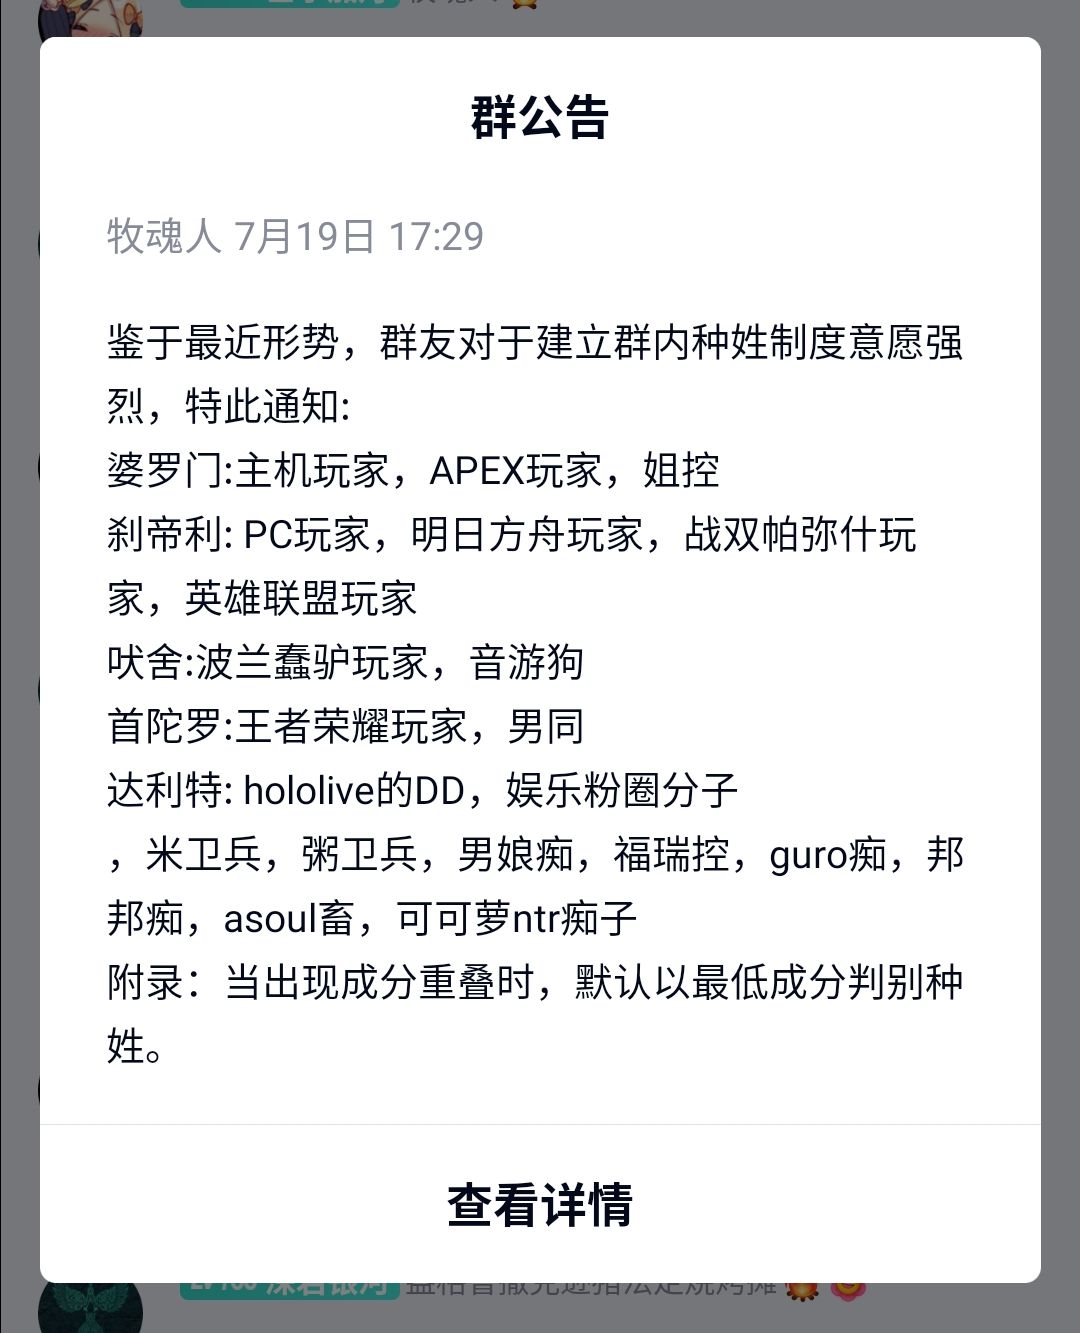 群公告
牧魂人 7月19日 17:29
鉴于最近形势，群友对于建立群内种姓制度意愿强
烈，特此通知:
婆罗门:主机玩家，APEX玩家，姐控
刹帝利: PC玩家，明日方舟玩家，战双帕弥什玩
家，英雄联盟玩家
吠舍:波兰蠢驴玩家，音游狗
首陀罗:王者荣耀玩家，男同
达利特: hololive的DD，娱乐粉圈分子
，米卫兵，粥卫兵，男娘痴，福瑞控，guro痴，邦
邦痴，asoul畜，可可萝ntr痴子
附录：当出现成分重叠时，默认以最低成分判别种
姓。
查看详情